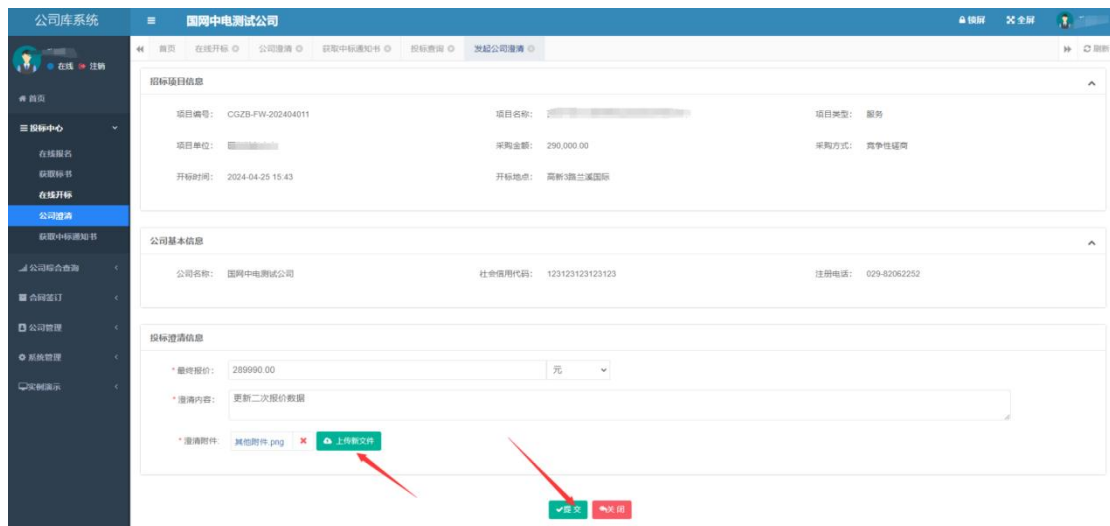 公司库系统
国网中电测试公司
锁屏 全屏
在线 注销
首页 在线开标 公司澄清 获取中标通知书 投标查询 发起公司澄清 刷新
首页
投标中心
在线报名
获取标书
在线开标
公司澄清
获取中标通知书
公司综合查询
合同签订
公司管理
系统管理
实例演示
招标项目信息
项目编号： CGZB-FW-202404011 项目名称： 项目类型： 服务
项目单位： 采购金额： 290,000.00 采购方式： 竞争性磋商
开标时间： 2024-04-25 15:43 开标地点： 高新3路兰溪国际
公司基本信息
公司名称： 国网中电测试公司 社会信用代码： 123123123123123 注册电话： 029-82062252
投标澄清信息
*最终报价： 289990.00 元
*澄清内容： 更新二次报价数据
*澄清附件： 其他附件.png 上传新文件
提交 关闭